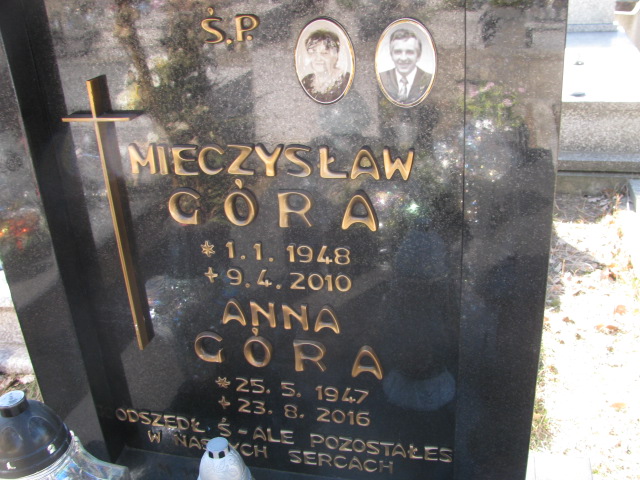 Ś.P.
MIECZYSŁAW
GÓRA
* 1.1. 1948
+ 9.4. 2010
ANNA
GÓRA
* 25. 5. 1947
+ 23. 8. 2016
ODSZEDŁ.Ś - ALE POZOSTAŁEŚ
W NASZYCH SERCACH